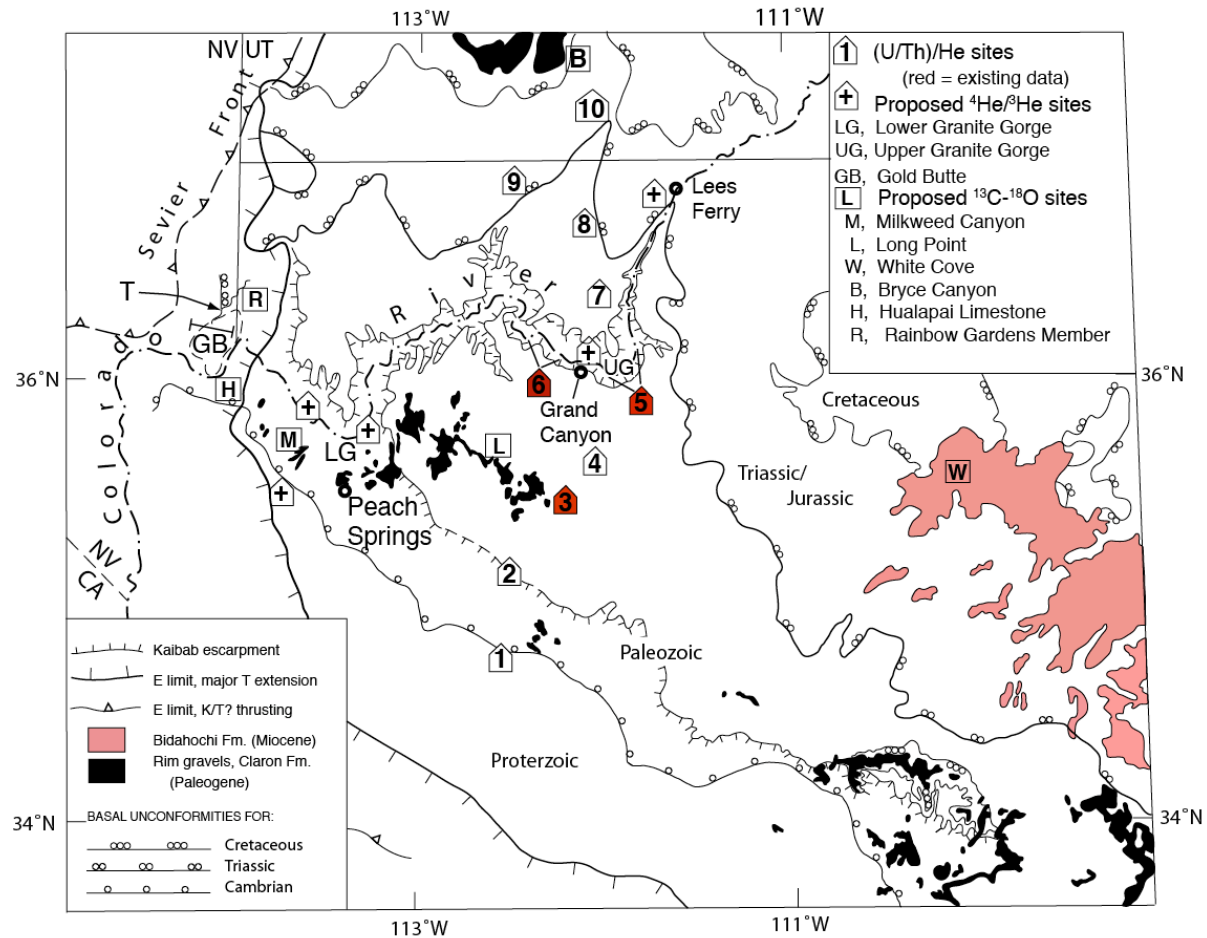 113˚W
111˚W
NV UT
B
1
(U/Th)/He sites
(red = existing data)
+
Proposed ⁴He/³He sites
LG, Lower Granite Gorge
UG, Upper Granite Gorge
GB, Gold Butte
L
Proposed ¹³C-¹⁸O sites
M, Milkweed Canyon
L, Long Point
W, White Cove
B, Bryce Canyon
H, Hualapai Limestone
R, Rainbow Gardens Member
Sevier Front
10
9
8
+
Lees
Ferry
T
R
7
River
GB
+
UG
36˚N
36˚N
H
6
5
Grand
Canyon
Cretaceous
Colorado
+
M
+
LG
L
4
W
Triassic/
Jurassic
+
3
Peach
Springs
NV
CA
2
1
Paleozoic
Proterzoic
Kaibab escarpment
E limit, major T extension
E limit, K/T? thrusting
Bidahochi Fm. (Miocene)
Rim gravels, Claron Fm.
(Paleogene)
BASAL UNCONFORMITIES FOR:
Cretaceous
Triassic
Cambrian
34˚N
34˚N
113˚W
111˚W